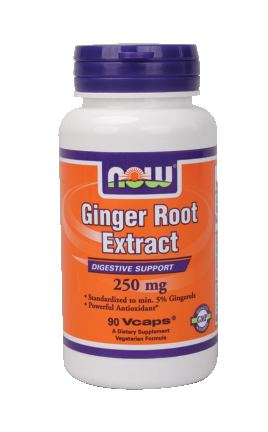 NOW
Ginger Root
Extract
DIGESTIVE SUPPORT
250 mg
• Standardized to min. 5% Gingerols
• Powerful Antioxidant*
90 Vcaps®
A Dietary Supplement
Vegetarian Formula
GMP